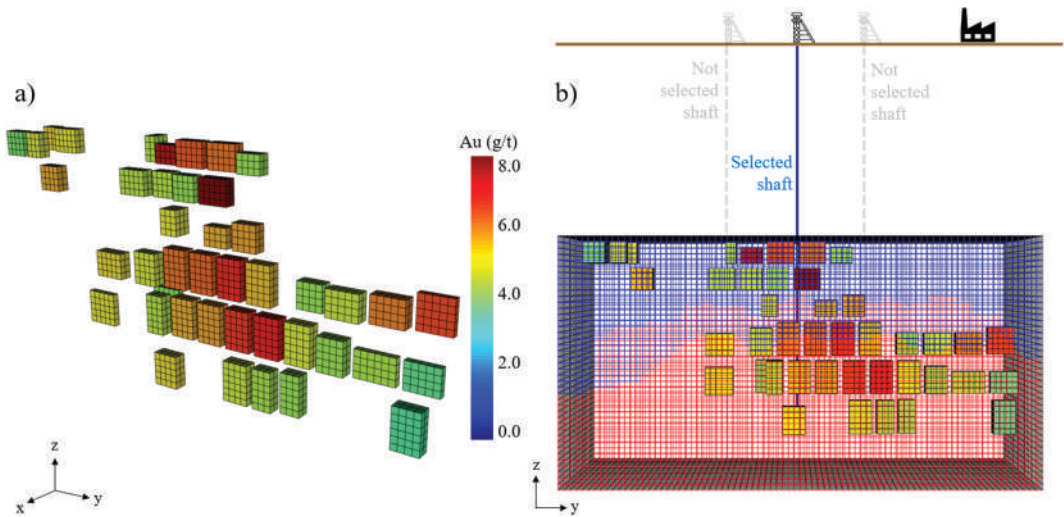 a)
Au (g/t)
8.0
6.0
4.0
2.0
0.0
z
x
y
b)
Not
selected
shaft
Selected
shaft
Not
selected
shaft
z
y